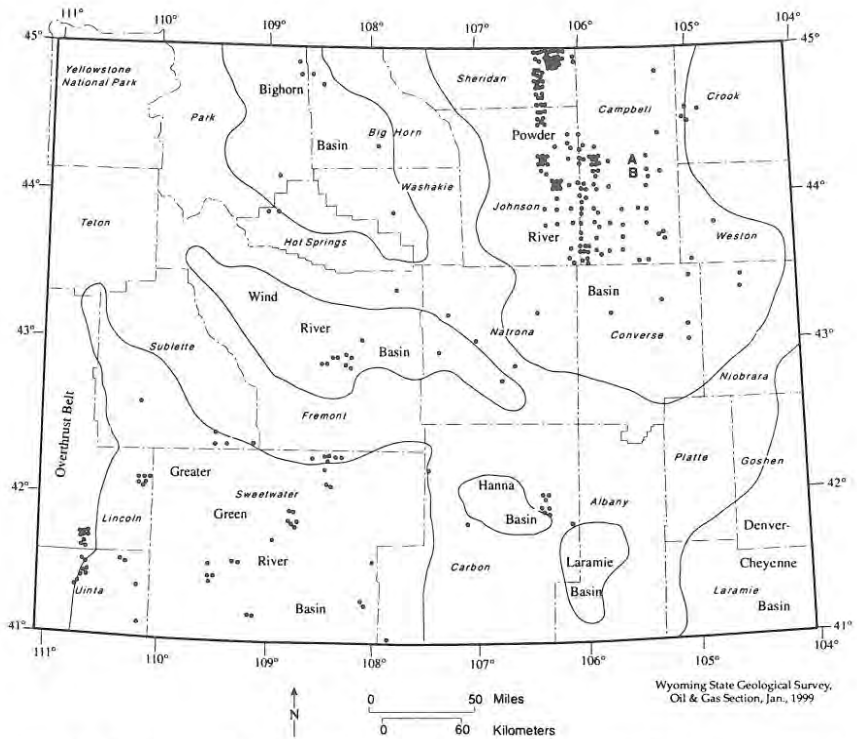 111° 110° 109° 108° 107° 106° 105° 104°
45° 45°
Yellowstone
National Park
Sheridan
Bighorn
Campbell
Crook
Park
Powder
Big Horn
Basin
A
B
Washakie
44° 44°
Johnson
Teton
River
Weston
Hot Springs
Wind
Basin
River
Natrona
43° 43°
Sublette
Basin
Converse
Niobrara
Fremont
Overthrust Belt
Platte
Goshen
Greater
42° 42°
Sweetwater
Hanna
Albany
Lincoln
Green
Basin
Denver-
River
Carbon
Laramie
Cheyenne
Uinta
Basin
Laramie
Basin
Basin
41° 41°
111° 110° 109° 108° 107° 106° 105° 104°
Wyoming State Geological Survey,
Oil & Gas Section, Jan., 1999
N
0 50 Miles
0 60 Kilometers